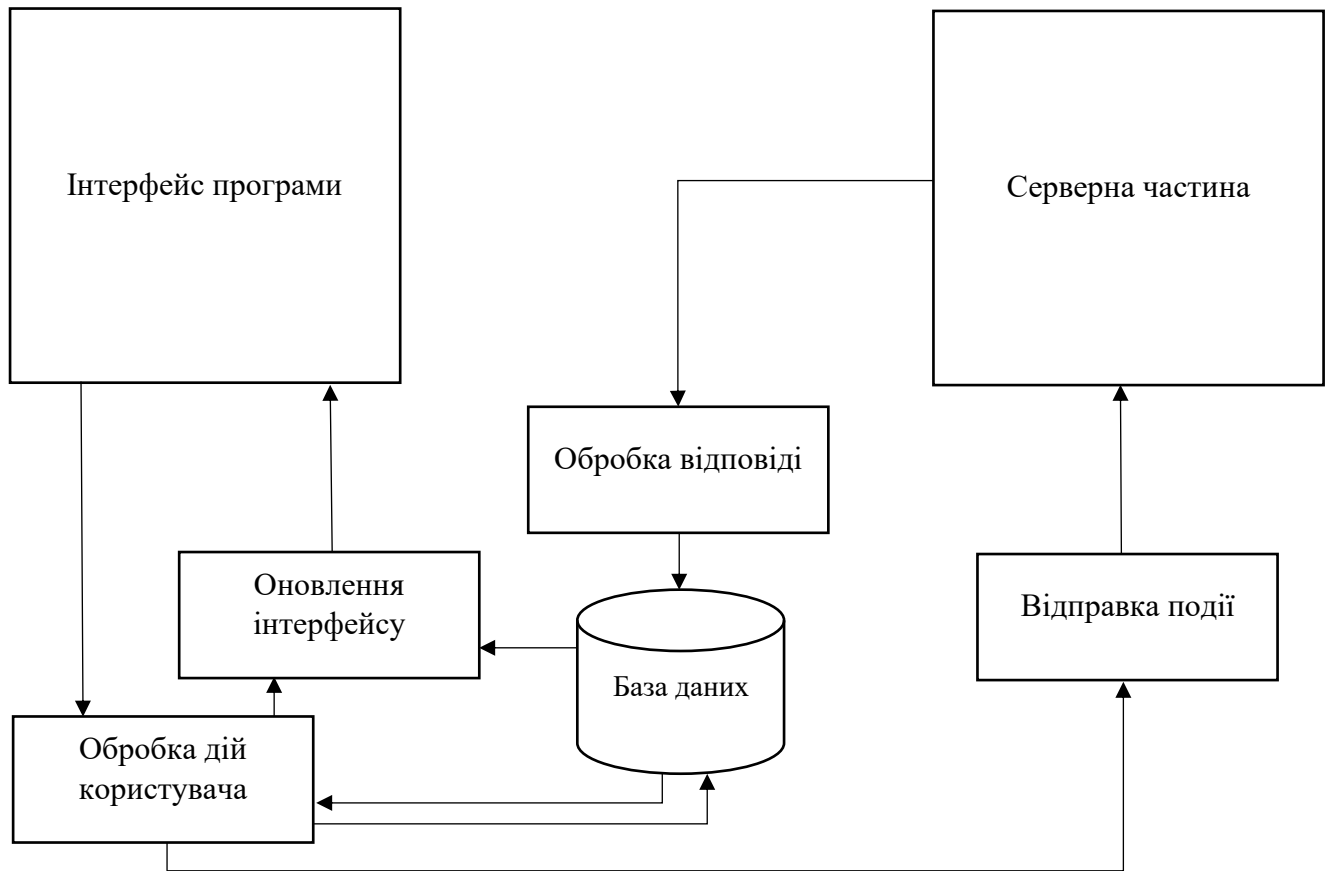 Інтерфейс програми
Серверна частина
Обробка відповіді
Оновлення
інтерфейсу
Відправка події
База даних
Обробка дій
користувача